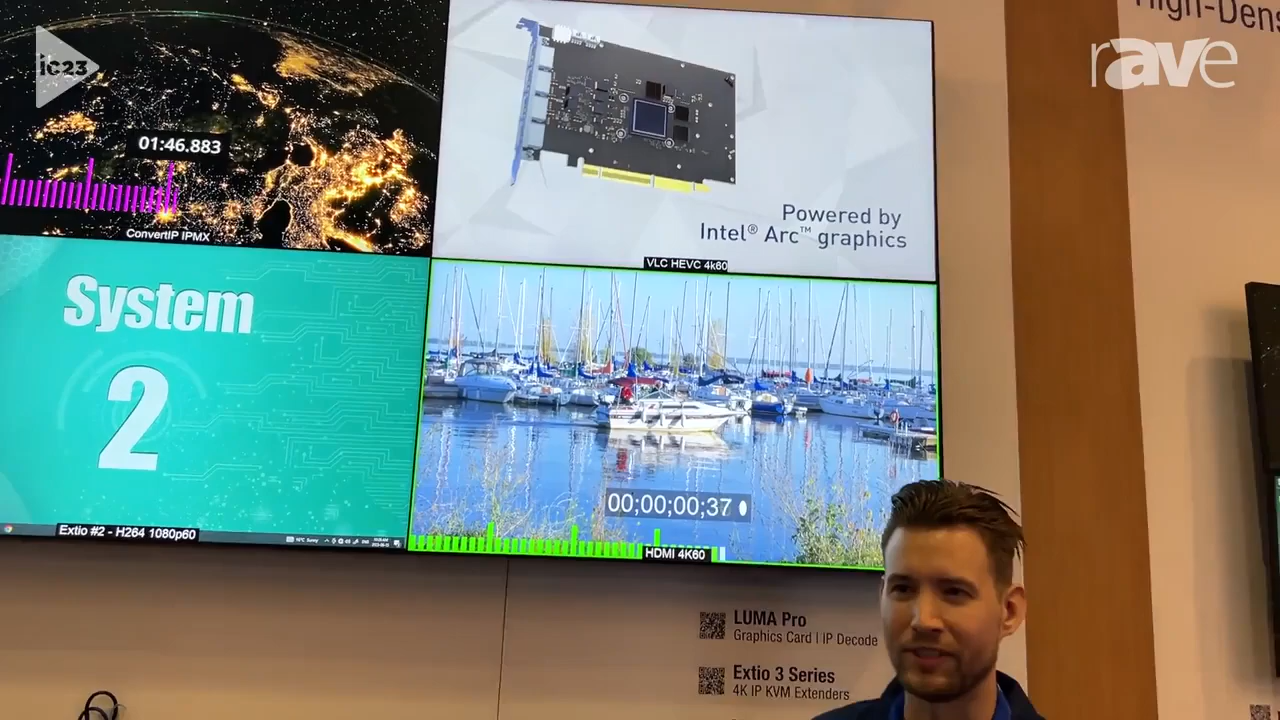 ic23
rave
High-Dens
01:46.883
ConvertIP IPMX
Powered by
Intel® Arc™ graphics
VLC HEVC 4k60
System
2
Extio #2 - H264 1080p60
00;00;00;37
HDMI 4K60
LUMA Pro
Graphics Card | IP Decode
Extio 3 Series
4K IP KVM Extenders